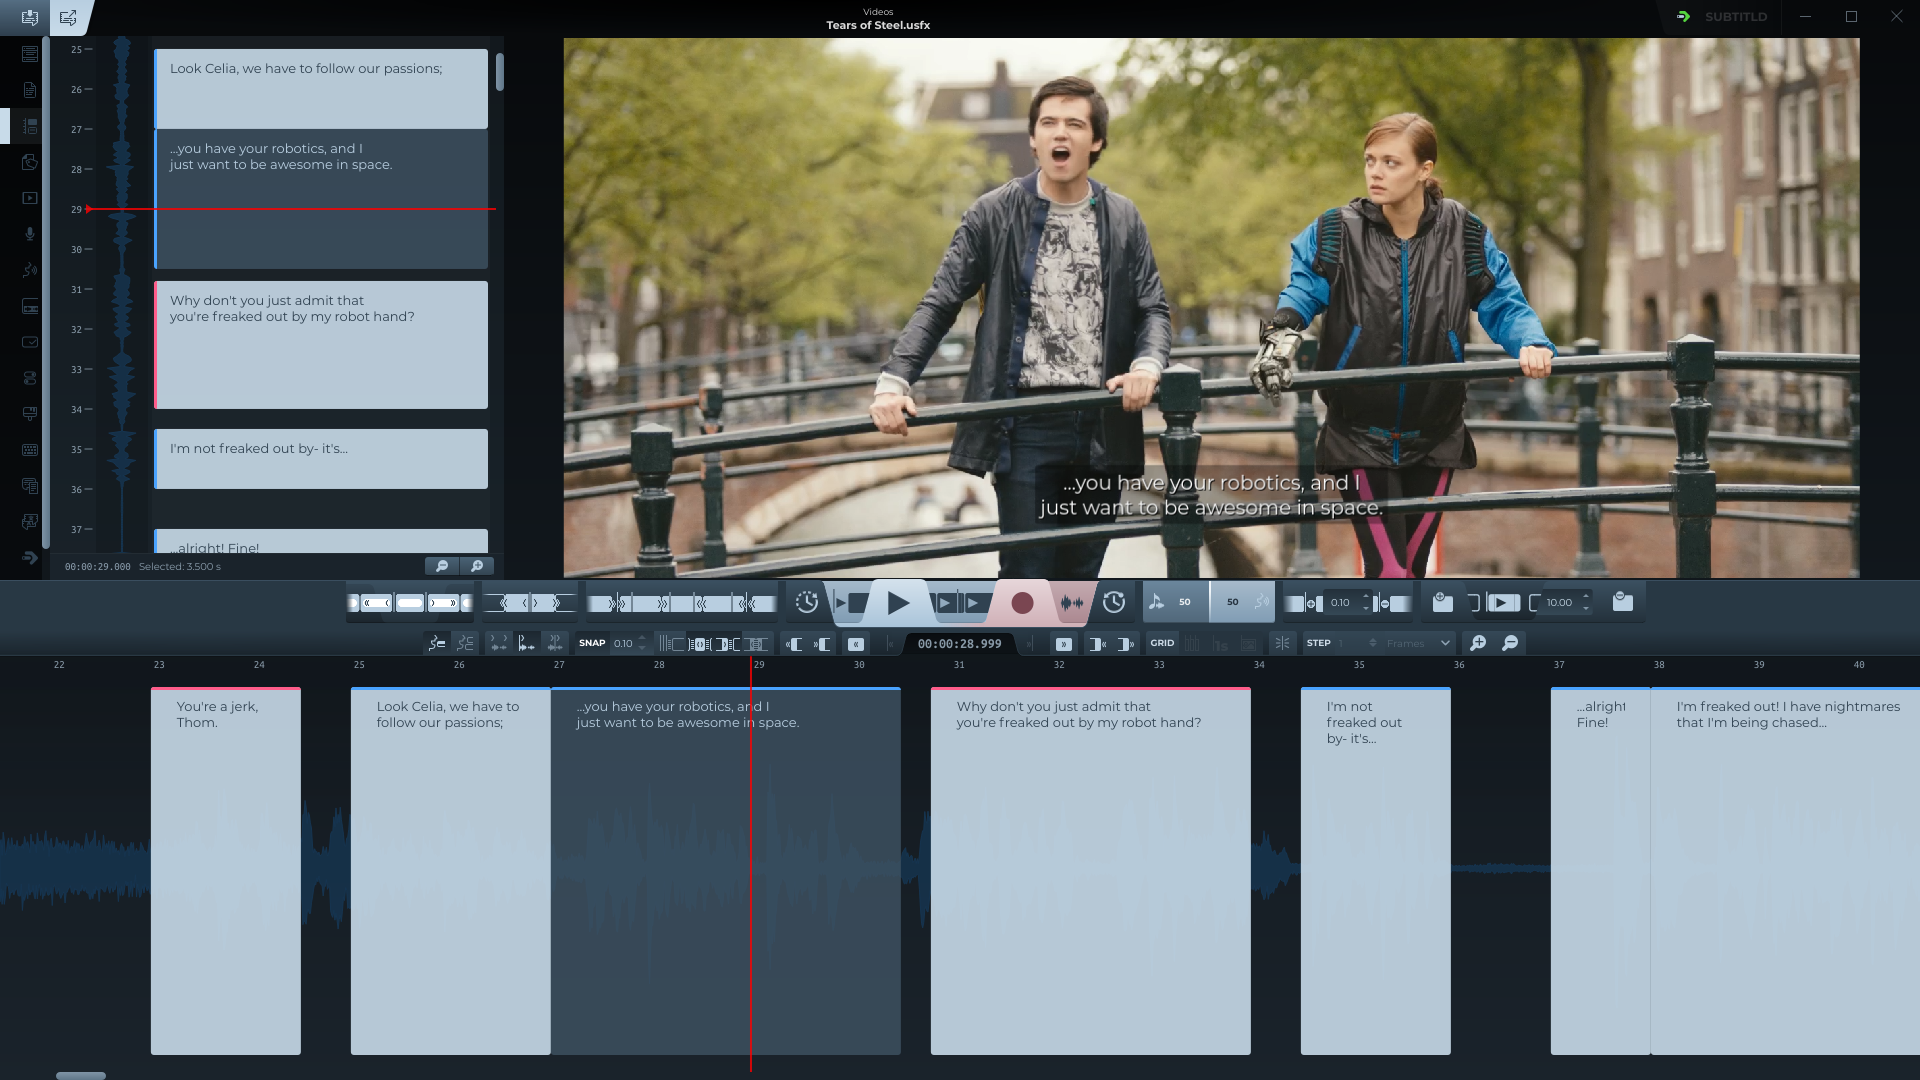 Videos
Tears of Steel.usfx
SUBTITLD
25
Look Celia, we have to follow our passions;
26
27
...you have your robotics, and I
just want to be awesome in space.
28
29
30
31
Why don't you just admit that
you're freaked out by my robot hand?
32
33
34
35
I'm not freaked out by- it's...
36
37
...alright! Fine!
00:00:29.000 Selected: 3.500 s
...you have your robotics, and I
just want to be awesome in space.
50 50 0.10 10.00
SNAP 0.10 00:00:28.999 GRID STEP 1 Frames
22 23 24 25 26 27 28 29 30 31 32 33 34 35 36 37 38 39 40
You're a jerk,
Thom.
Look Celia, we have to
follow our passions;
...you have your robotics, and I
just want to be awesome in space.
Why don't you just admit that
you're freaked out by my robot hand?
I'm not
freaked out
by- it's...
...alright
Fine!
I'm freaked out! I have nightmares
that I'm being chased...